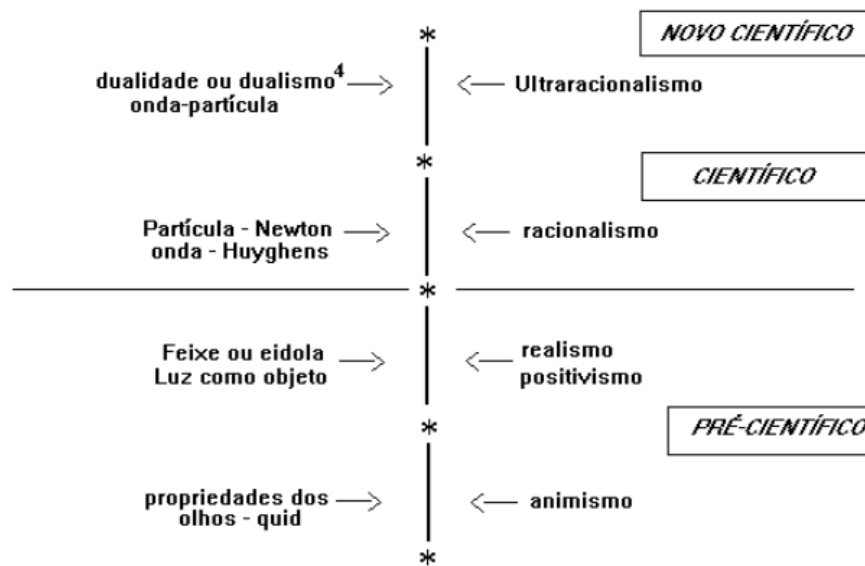 NOVO CIENTÍFICO
dualidade ou dualismo4
onda-partícula
Ultraracionalismo
CIENTÍFICO
Partícula - Newton
onda - Huyghens
racionalismo
Feixe ou eidola
Luz como objeto
realismo
positivismo
PRÉ-CIENTÍFICO
propriedades dos
olhos - quid
animismo